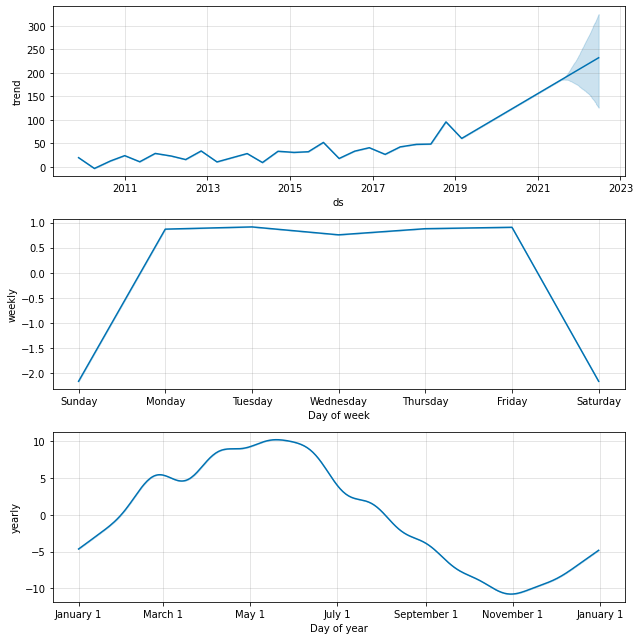 300
250
200
150
100
50
0
trend
2011 2013 2015 2017 2019 2021 2023
ds
1.0
0.5
0.0
−0.5
−1.0
−1.5
−2.0
weekly
Sunday Monday Tuesday Wednesday Thursday Friday Saturday
Day of week
10
5
0
−5
−10
yearly
January 1 March 1 May 1 July 1 September 1 November 1 January 1
Day of year